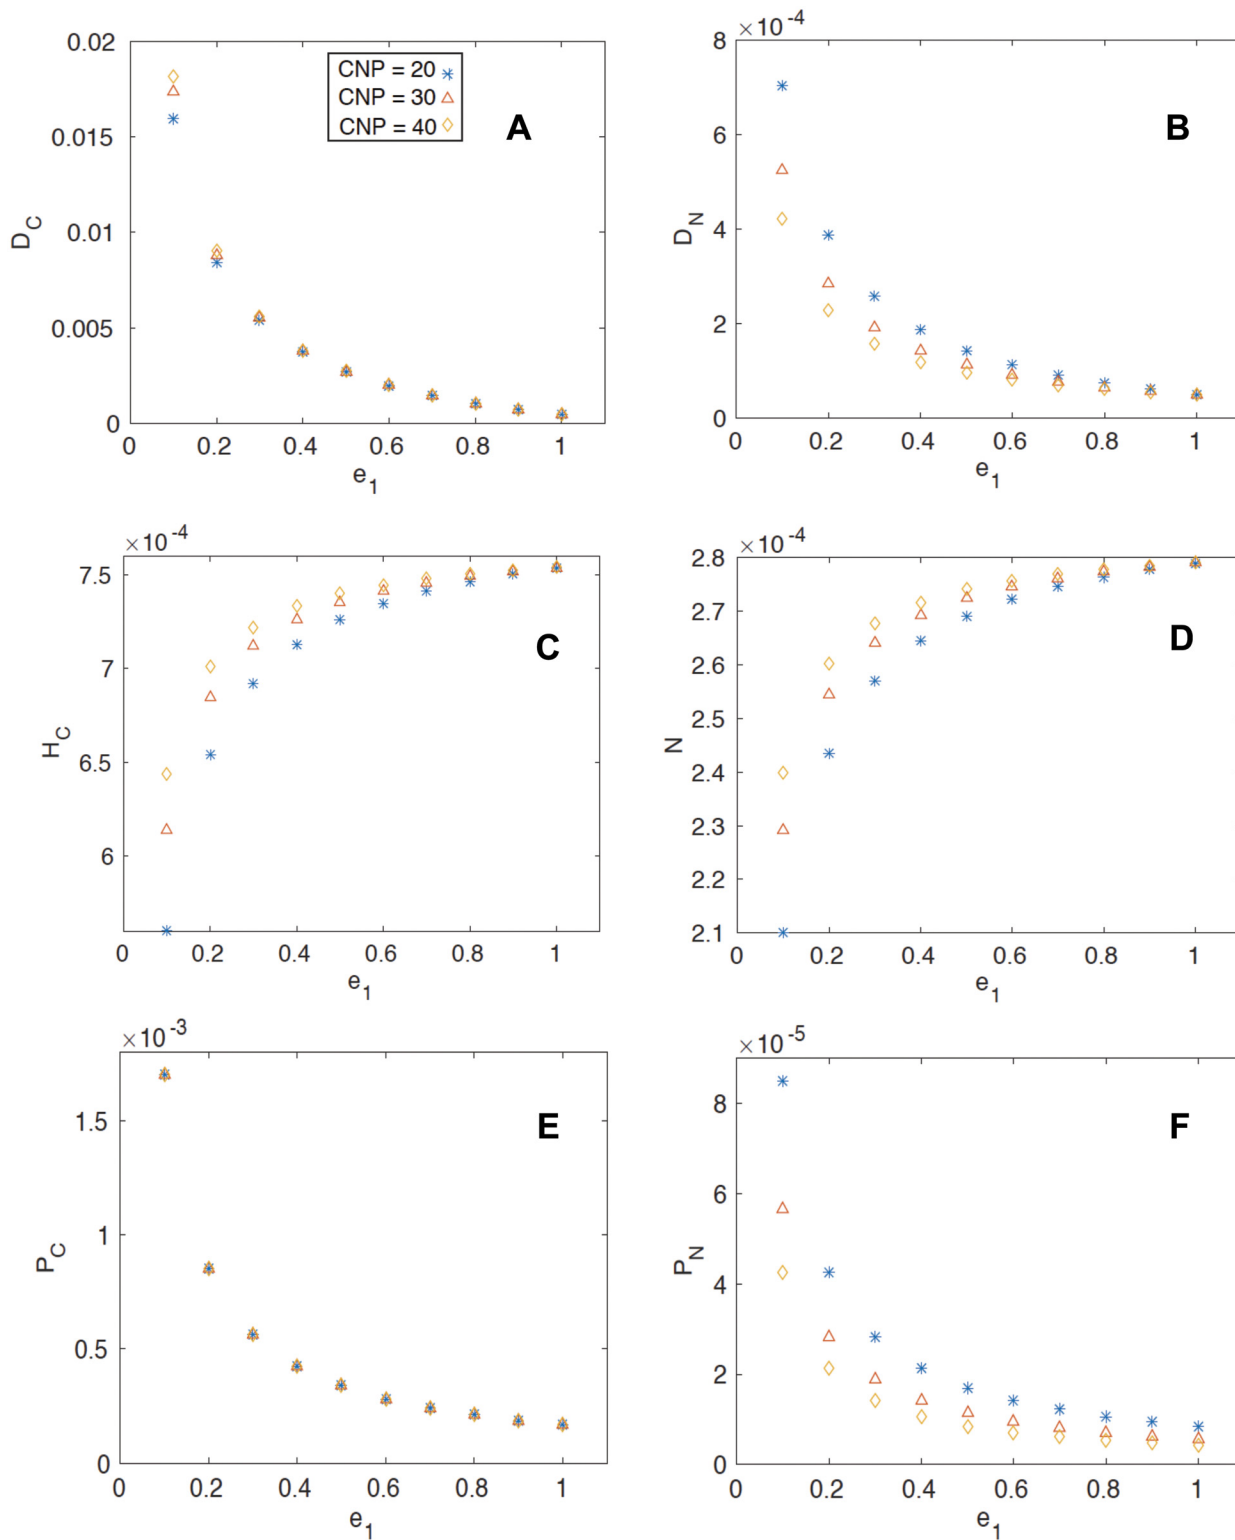 0.02
0.015
0.01
0.005
0
D_C
0 0.2 0.4 0.6 0.8 1
e_1
CNP = 20
CNP = 30
CNP = 40
A
×10^-4
8
6
4
2
0
D_N
0 0.2 0.4 0.6 0.8 1
e_1
B
×10^-4
7.5
7
6.5
6
H_C
0 0.2 0.4 0.6 0.8 1
e_1
C
×10^-4
2.8
2.7
2.6
2.5
2.4
2.3
2.2
2.1
N
0 0.2 0.4 0.6 0.8 1
e_1
D
×10^-3
1.5
1
0.5
0
P_C
0 0.2 0.4 0.6 0.8 1
e_1
E
×10^-5
8
6
4
2
0
P_N
0 0.2 0.4 0.6 0.8 1
e_1
F